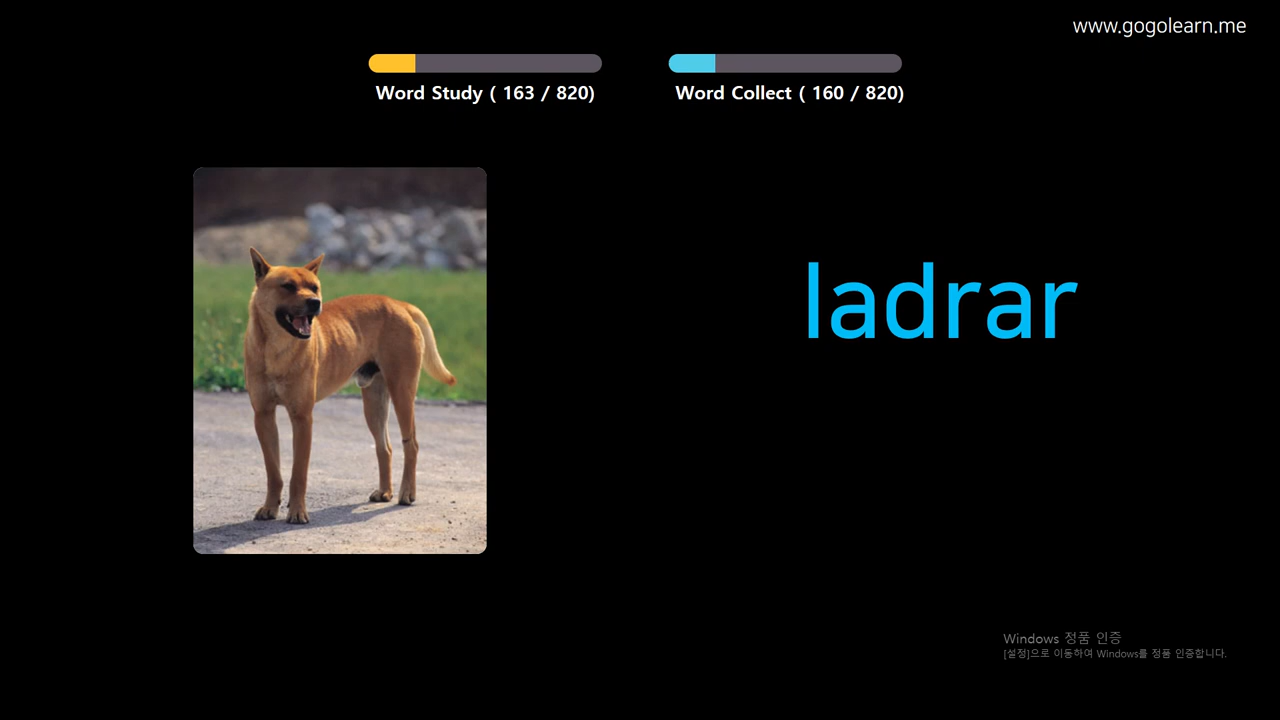 www.gogolearn.me
Word Study ( 163 / 820)
Word Collect ( 160 / 820)
ladrar
Windows 정품 인증
[설정]으로 이동하여 Windows를 정품 인증합니다.